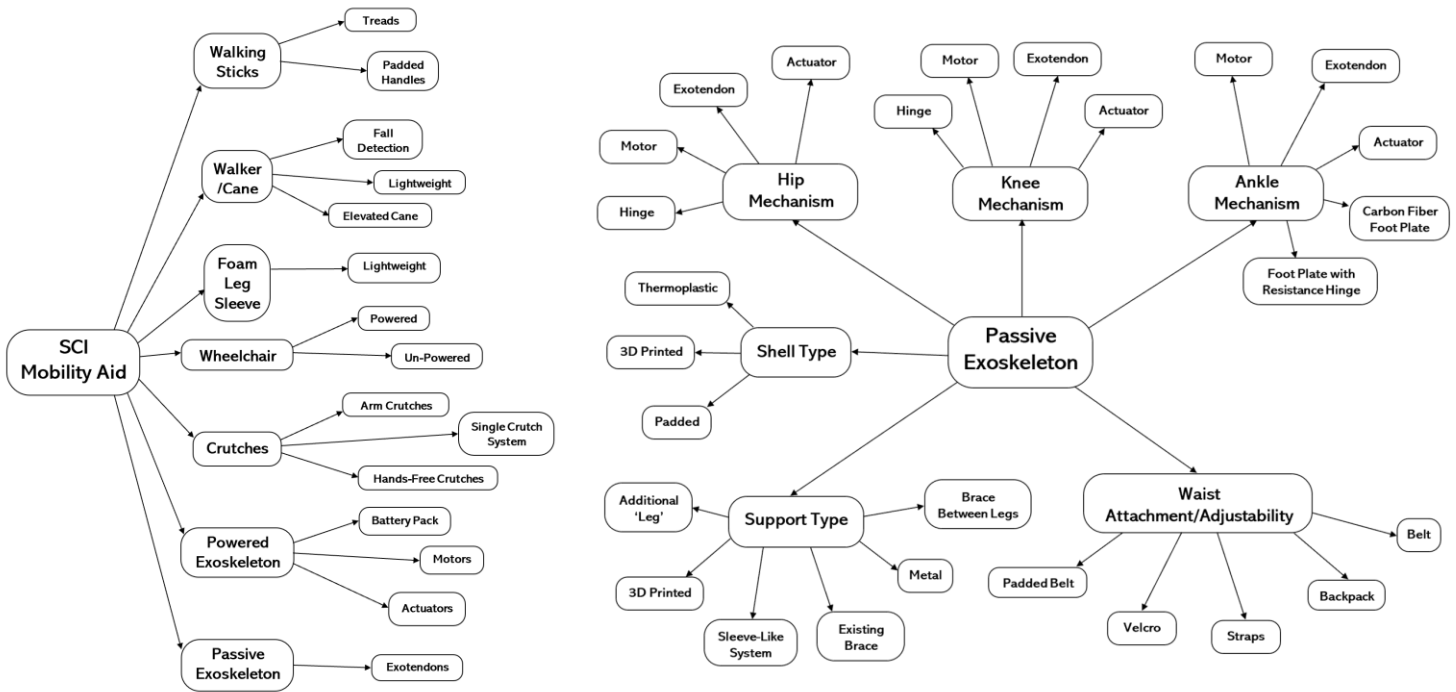 SCI
Mobility Aid
Walking
Sticks
Treads
Padded
Handles
Walker
/Cane
Fall
Detection
Lightweight
Elevated Cane
Foam
Leg
Sleeve
Lightweight
Wheelchair
Powered
Un-Powered
Crutches
Arm Crutches
Single Crutch
System
Hands-Free Crutches
Powered
Exoskeleton
Battery Pack
Motors
Actuators
Passive
Exoskeleton
Exotendons
Passive
Exoskeleton
Hip
Mechanism
Actuator
Exotendon
Motor
Hinge
Knee
Mechanism
Hinge
Motor
Exotendon
Actuator
Ankle
Mechanism
Motor
Exotendon
Actuator
Carbon Fiber
Foot Plate
Foot Plate with
Resistance Hinge
Shell Type
Thermoplastic
3D Printed
Padded
Support Type
Additional
‘Leg’
3D Printed
Sleeve-Like
System
Existing
Brace
Metal
Brace
Between Legs
Waist
Attachment/Adjustability
Padded Belt
Velcro
Straps
Backpack
Belt